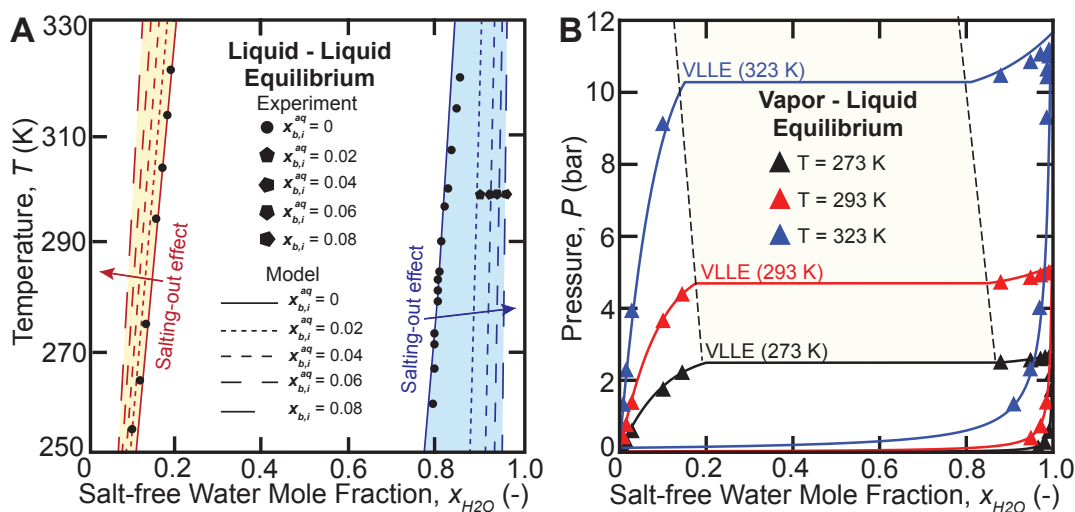 A
330
310
290
270
250
Temperature, T (K)
Liquid - Liquid
Equilibrium
Experiment
x_{b,i}^{aq} = 0
x_{b,i}^{aq} = 0.02
x_{b,i}^{aq} = 0.04
x_{b,i}^{aq} = 0.06
x_{b,i}^{aq} = 0.08
Model
x_{b,i}^{aq} = 0
x_{b,i}^{aq} = 0.02
x_{b,i}^{aq} = 0.04
x_{b,i}^{aq} = 0.06
x_{b,i} = 0.08
Salting-out effect
Salting-out effect
0 0.2 0.4 0.6 0.8 1.0
Salt-free Water Mole Fraction, x_{H2O} (-)
B
12
10
8
6
4
2
0
Pressure, P (bar)
VLLE (323 K)
Vapor - Liquid
Equilibrium
T = 273 K
T = 293 K
T = 323 K
VLLE (293 K)
VLLE (273 K)
0 0.2 0.4 0.6 0.8 1.0
Salt-free Water Mole Fraction, x_{H2O} (-)